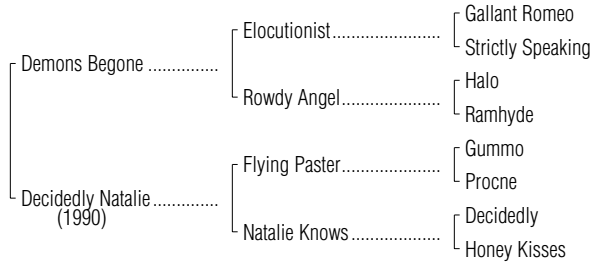 Gallant Romeo
Elocutionist.....................
Strictly Speaking
Demons Begone ..............
Halo
Rowdy Angel...................
Ramhyde
Gummo
Flying Paster...................
Procne
Decidedly Natalie.............
(1990)
Decidedly
Natalie Knows .................
Honey Kisses